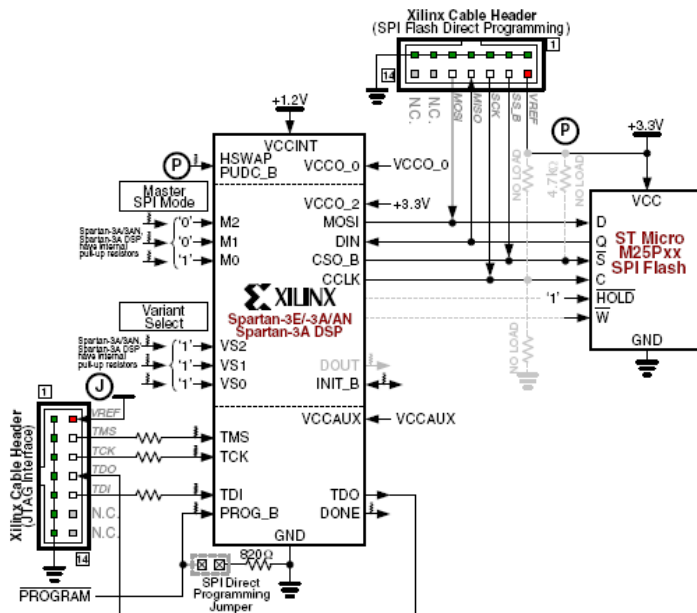 Xilinx Cable Header
(SPI Flash Direct Programming)
1
14
N.C.
N.C.
MOSI
MISO
SCK
SS_B
VREF
+1.2V
P
+3.3V
VCCINT
P
HSWAP
PUDC_B
VCCO_0
VCCO_0
NO LOAD
4.7kΩ
NO LOAD
Master
SPI Mode
VCCO_2
+3.3V
VCC
Spartan-3A/3AN,
Spartan-3A DSP
have internal
pull-up resistors
'0'
M2
MOSI
D
'0'
M1
DIN
Q
'1'
M0
CSO_B
S
CCLK
C
ST Micro
M25Pxx
SPI Flash
XILINX
'1'
HOLD
Spartan-3E/-3A/AN
Spartan-3A DSP
W
Variant
Select
GND
Spartan-3A/3AN,
Spartan-3A DSP
have internal
pull-up resistors
'1'
VS2
'1'
VS1
DOUT
'1'
VS0
INIT_B
NO LOAD
J
1
VREF
VCCAUX
VCCAUX
Xilinx Cable Header
(JTAG Interface)
TMS
TMS
TCK
TCK
TDO
TDI
TDI
TDO
N.C.
PROG_B
DONE
N.C.
GND
14
820Ω
PROGRAM
SPI Direct
Programming
Jumper